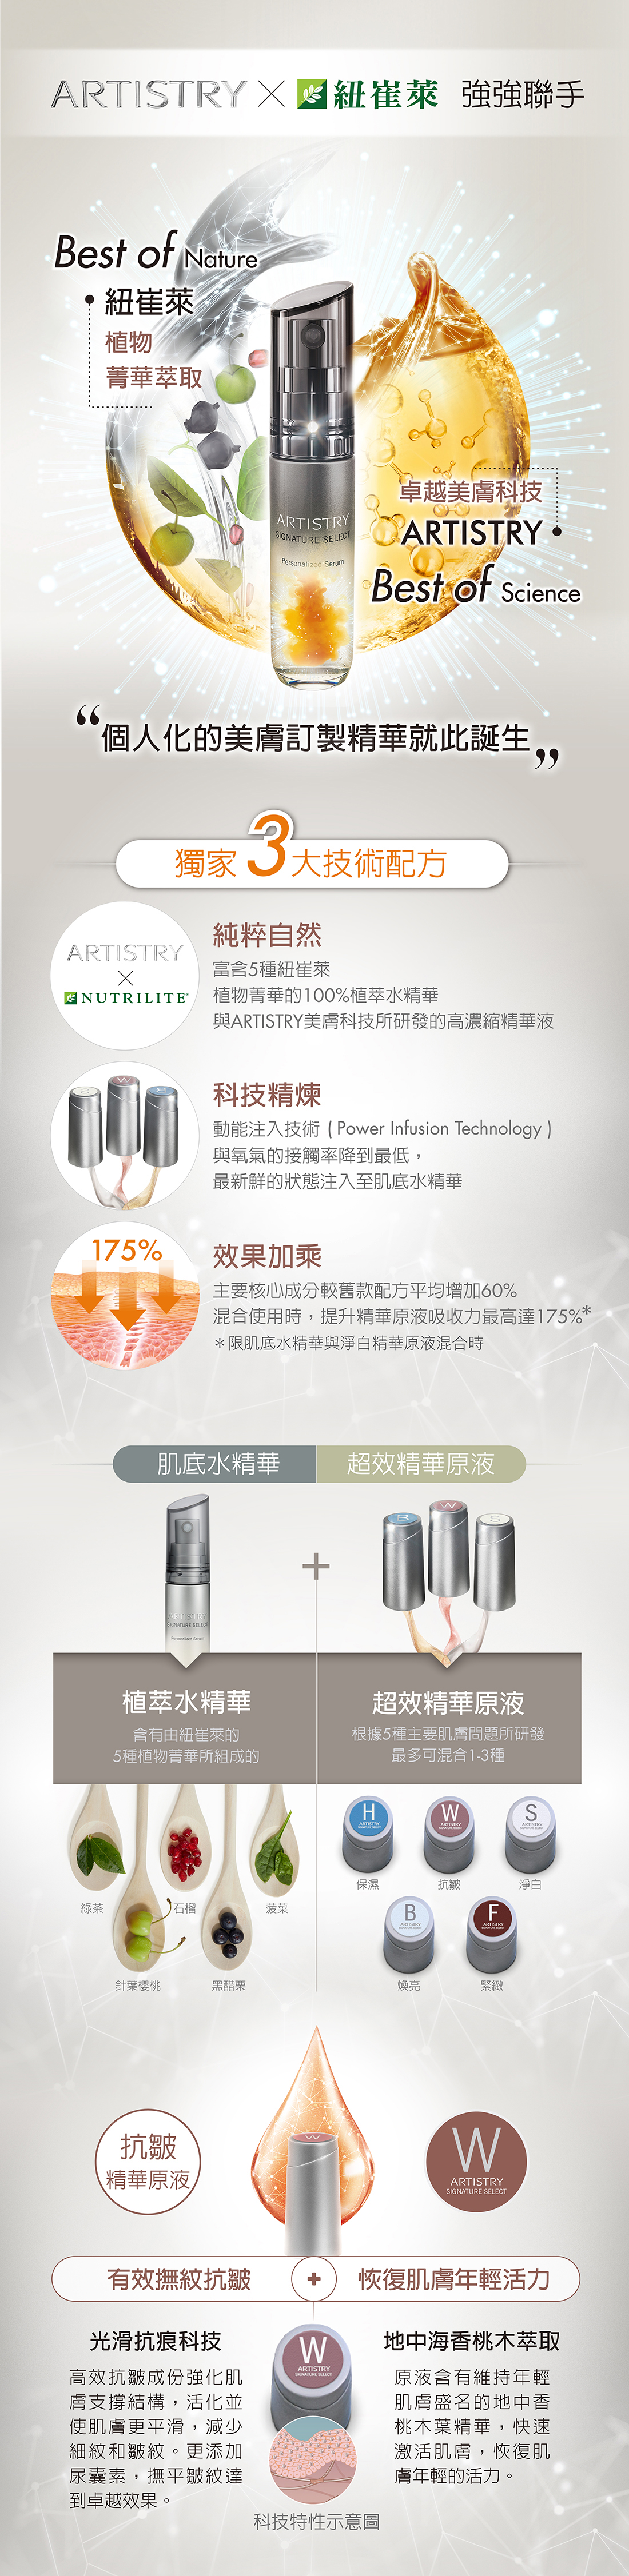 ARTISTRY × 紐崔萊 強強聯手
Best of Nature
紐崔萊
植物
菁華萃取
卓越美膚科技
ARTISTRY
Best of Science
ARTISTRY
SIGNATURE SELECT
Personalized Serum
“個人化的美膚訂製精華就此誕生”
獨家3大技術配方
ARTISTRY
×
NUTRILITE®
純粹自然
富含5種紐崔萊
植物菁華的100%植萃水精華
與ARTISTRY美膚科技所研發的高濃縮精華液
W
H
科技精煉
動能注入技術 ( Power Infusion Technology )
與氧氣的接觸率降到最低，
最新鮮的狀態注入至肌底水精華
175%
效果加乘
主要核心成分較舊款配方平均增加60%
混合使用時，提升精華原液吸收力最高達175%*
＊限肌底水精華與淨白精華原液混合時
肌底水精華
超效精華原液
ARTISTRY
SIGNATURE SELECT
Personalized Serum
+
B
W
S
植萃水精華
含有由紐崔萊的
5種植物菁華所組成的
超效精華原液
根據5種主要肌膚問題所研發
最多可混合1-3種
綠茶
石榴
菠菜
針葉櫻桃
黑醋栗
H
ARTISTRY
SIGNATURE SELECT
W
ARTISTRY
SIGNATURE SELECT
S
ARTISTRY
SIGNATURE SELECT
保濕
抗皺
淨白
B
ARTISTRY
SIGNATURE SELECT
F
ARTISTRY
SIGNATURE SELECT
煥亮
緊緻
抗皺
精華原液
W
W
ARTISTRY
SIGNATURE SELECT
有效撫紋抗皺
+
恢復肌膚年輕活力
光滑抗痕科技
高效抗皺成份強化肌
膚支撐結構，活化並
使肌膚更平滑，減少
細紋和皺紋。更添加
尿囊素，撫平皺紋達
到卓越效果。
W
ARTISTRY
SIGNATURE SELECT
科技特性示意圖
地中海香桃木萃取
原液含有維持年輕
肌膚盛名的地中香
桃木葉精華，快速
激活肌膚，恢復肌
膚年輕的活力。